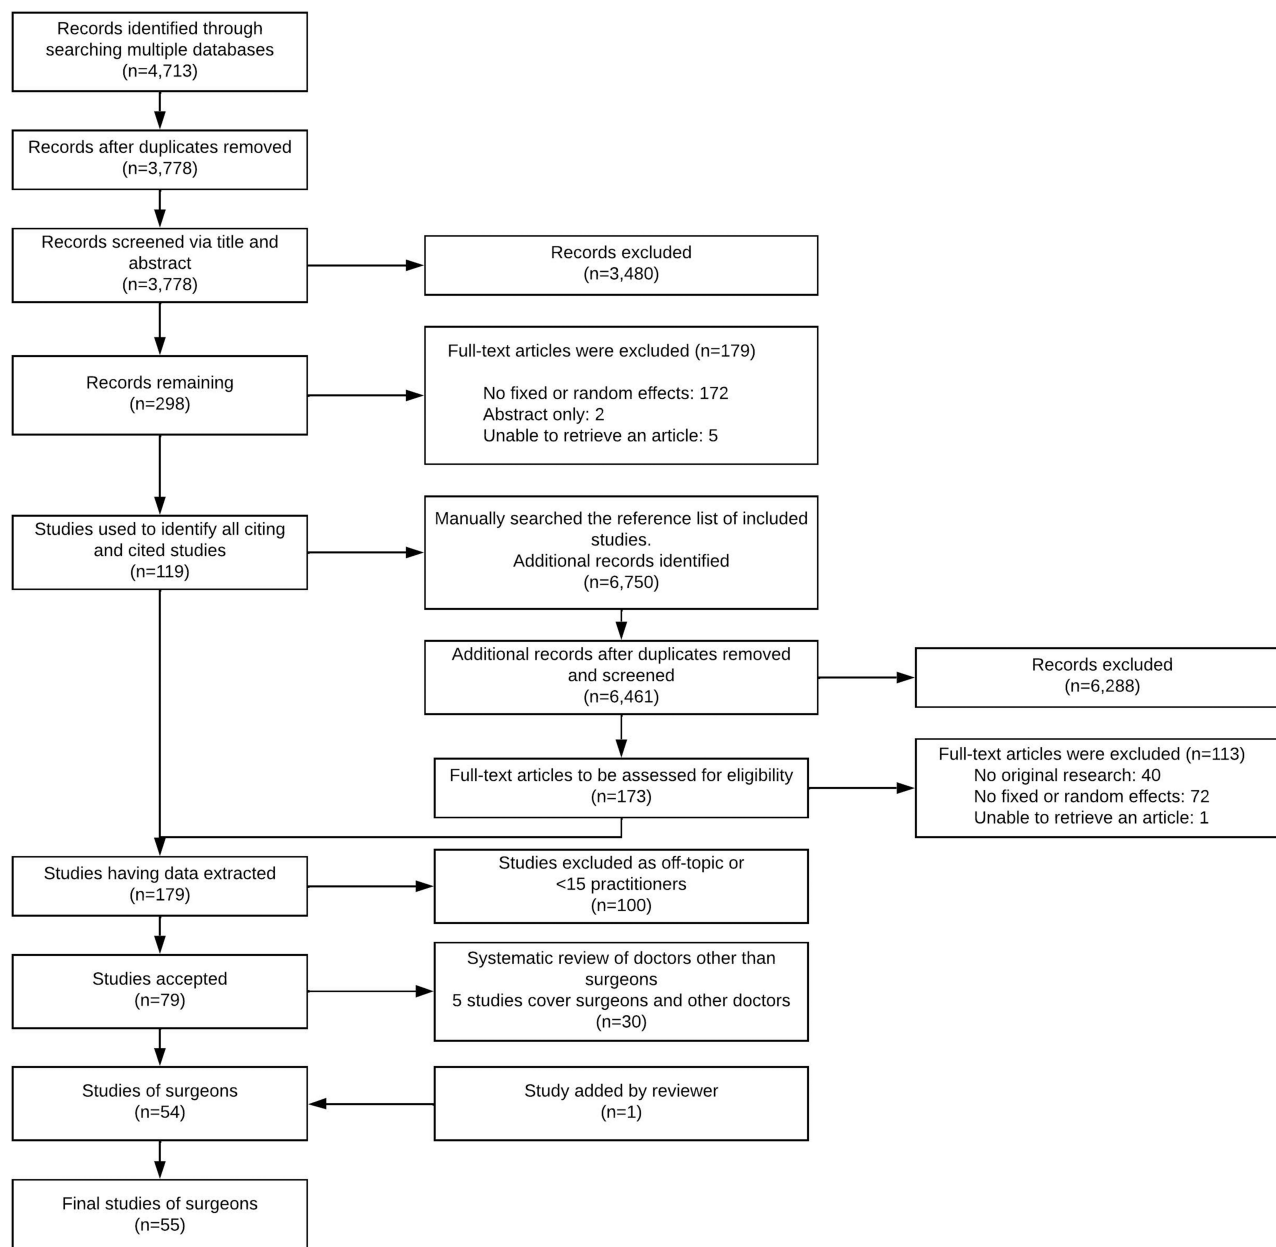 Records identified through
searching multiple databases
(n=4,713)
Records after duplicates removed
(n=3,778)
Records screened via title and
abstract
(n=3,778)
Records excluded
(n=3,480)
Records remaining
(n=298)
Full-text articles were excluded (n=179)
No fixed or random effects: 172
Abstract only: 2
Unable to retrieve an article: 5
Studies used to identify all citing
and cited studies
(n=119)
Manually searched the reference list of included
studies.
Additional records identified
(n=6,750)
Additional records after duplicates removed
and screened
(n=6,461)
Records excluded
(n=6,288)
Full-text articles to be assessed for eligibility
(n=173)
Full-text articles were excluded (n=113)
No original research: 40
No fixed or random effects: 72
Unable to retrieve an article: 1
Studies having data extracted
(n=179)
Studies excluded as off-topic or
<15 practitioners
(n=100)
Studies accepted
(n=79)
Systematic review of doctors other than
surgeons
5 studies cover surgeons and other doctors
(n=30)
Studies of surgeons
(n=54)
Study added by reviewer
(n=1)
Final studies of surgeons
(n=55)